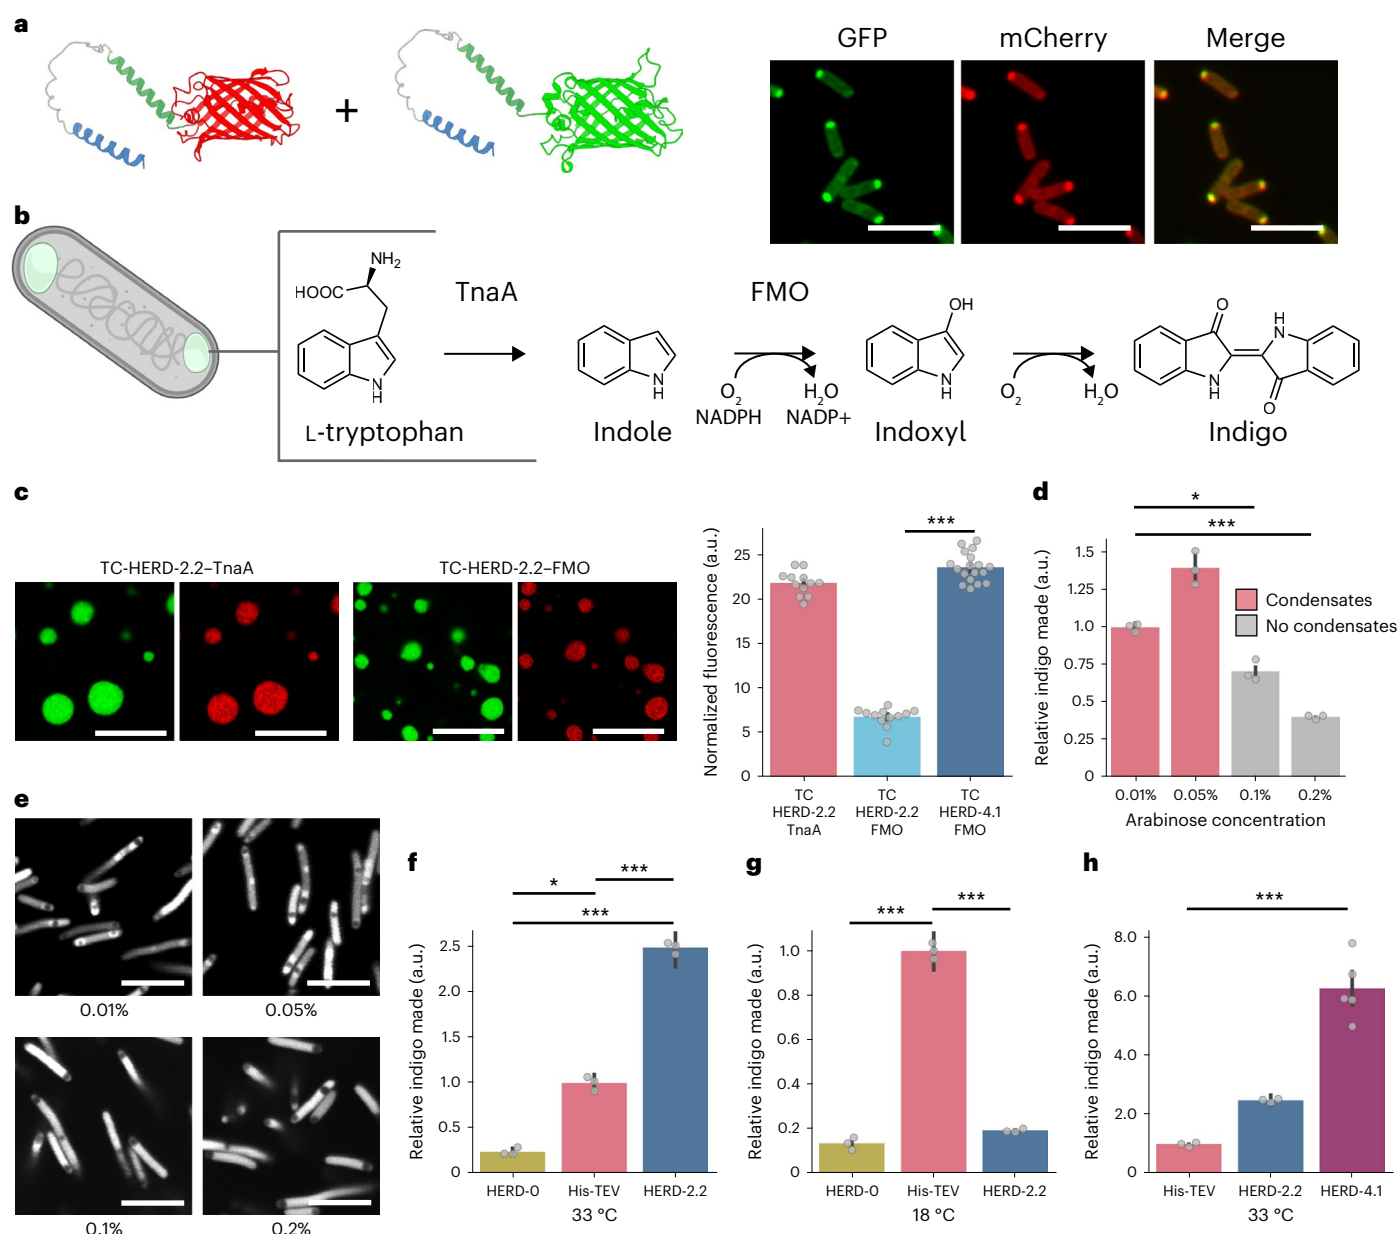 a
GFP
mCherry
Merge
+
b
NH2
HOOC
N
H
L-tryptophan
TnaA
N
H
Indole
FMO
O2
NADPH
H2O
NADP+
OH
N
H
Indoxyl
O2
H2O
O
H
N
N
H
O
Indigo
c
TC-HERD-2.2–TnaA
TC-HERD-2.2–FMO
Normalized fluorescence (a.u.)
25
20
15
10
5
0
***
TC
HERD-2.2
TnaA
TC
HERD-2.2
FMO
TC
HERD-4.1
FMO
d
*
***
Relative indigo made (a.u.)
1.5
1.25
1.0
0.75
0.5
0.25
0
Condensates
No condensates
0.01%
0.05%
0.1%
0.2%
Arabinose concentration
e
0.01%
0.05%
0.1%
0.2%
f
***
*
***
Relative indigo made (a.u.)
2.5
2.0
1.5
1.0
0.5
0
HERD-0
His-TEV
HERD-2.2
33 °C
g
***
***
Relative indigo made (a.u.)
1.0
0.8
0.6
0.4
0.2
0
HERD-0
His-TEV
HERD-2.2
18 °C
h
***
Relative indigo made (a.u.)
8.0
6.0
4.0
2.0
0
His-TEV
HERD-2.2
HERD-4.1
33 °C